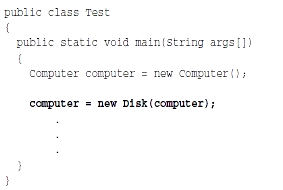 public class Test
{
  public static void main(String args[])
  {
    Computer computer = new Computer();
    computer = new Disk(computer);
        .
        .
        .
  }
}